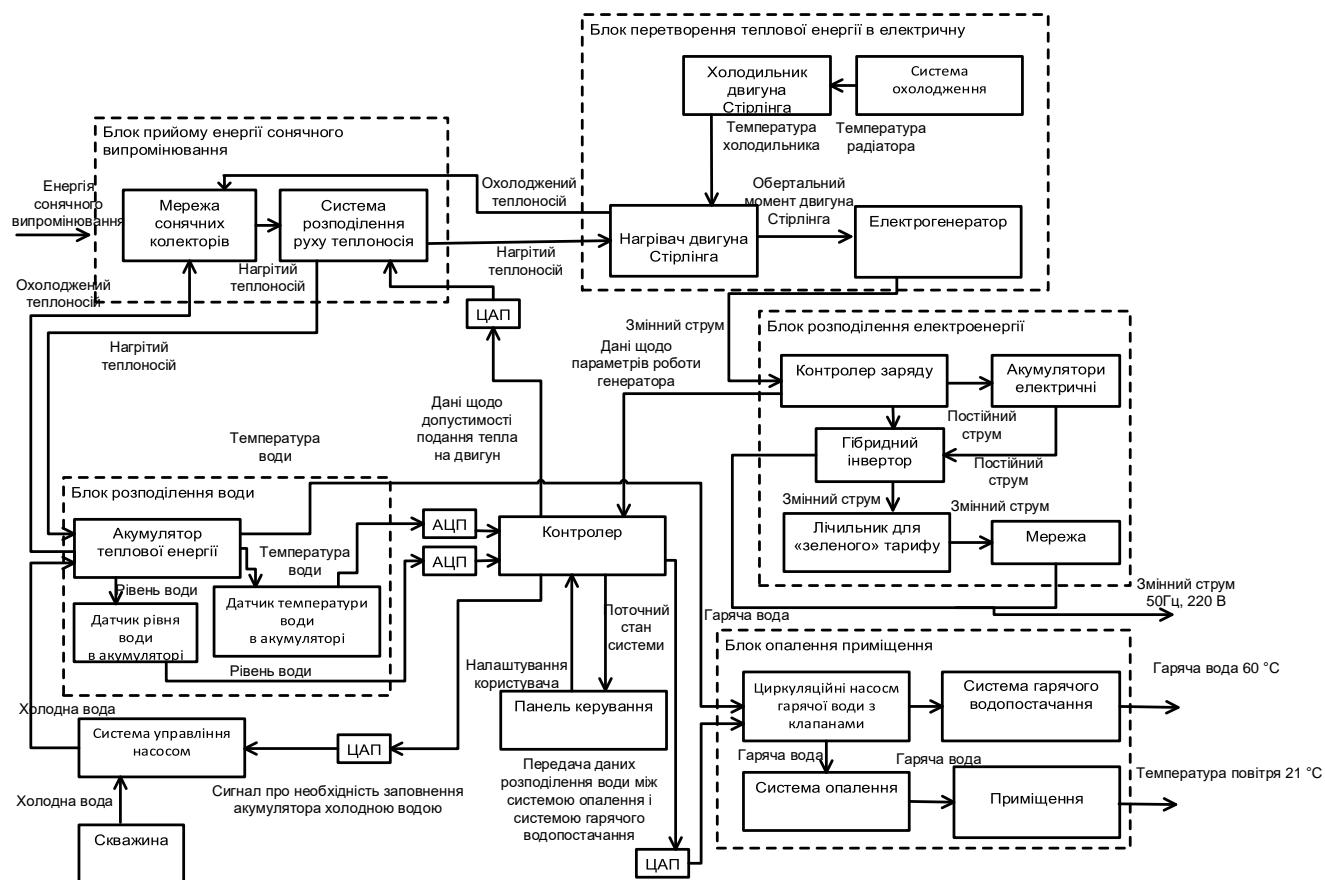 Блок перетворення теплової енергії в електричну
Холодильник
двигуна
Стірлінга
Система
охолодження
Температура
холодильника
Температура
радіатора
Блок прийому енергії сонячного
випромінювання
Енергія
сонячного
випромінювання
Мережа
сонячних
колекторів
Система
розподілення
руху теплоносія
Охолоджений
теплоносій
Обертальний
момент двигуна
Стірлінга
Нагрівач двигуна
Стірлінга
Електрогенератор
Нагрітий
теплоносій
Нагрітий
теплоносій
Охолоджений
теплоносій
ЦАП
Нагрітий
теплоносій
Змінний струм
Дані щодо
параметрів роботи
генератора
Блок розподілення електроенергії
Контролер заряду
Акумулятори
електричні
Постійний
струм
Гібридний
інвертор
Постійний
струм
Змінний струм
Змінний струм
Лічильник для
«зеленого» тарифу
Мережа
Змінний струм
50Гц, 220 В
Дані щодо
допустимості
подання тепла
на двигун
Температура
води
Блок розподілення води
Акумулятор
теплової енергії
Температура
води
АЦП
АЦП
Контролер
Рівень води
Датчик рівня
води
в акумуляторі
Датчик температури
води
в акумуляторі
Рівень води
Поточний
стан
системи
Налаштування
користувача
Панель керування
Гаряча вода
Блок опалення приміщення
Циркуляційні насосм
гарячої води з
клапанами
Система гарячого
водопостачання
Гаряча вода 60 °C
Гаряча вода
Гаряча вода
Система опалення
Приміщення
Температура повітря 21 °C
Холодна вода
Система управління
насосом
ЦАП
Сигнал про необхідність заповнення
акумулятора холодною водою
Холодна вода
Скважина
Передача даних
розподілення води між
системою опалення і
системою гарячого
водопостачання
ЦАП